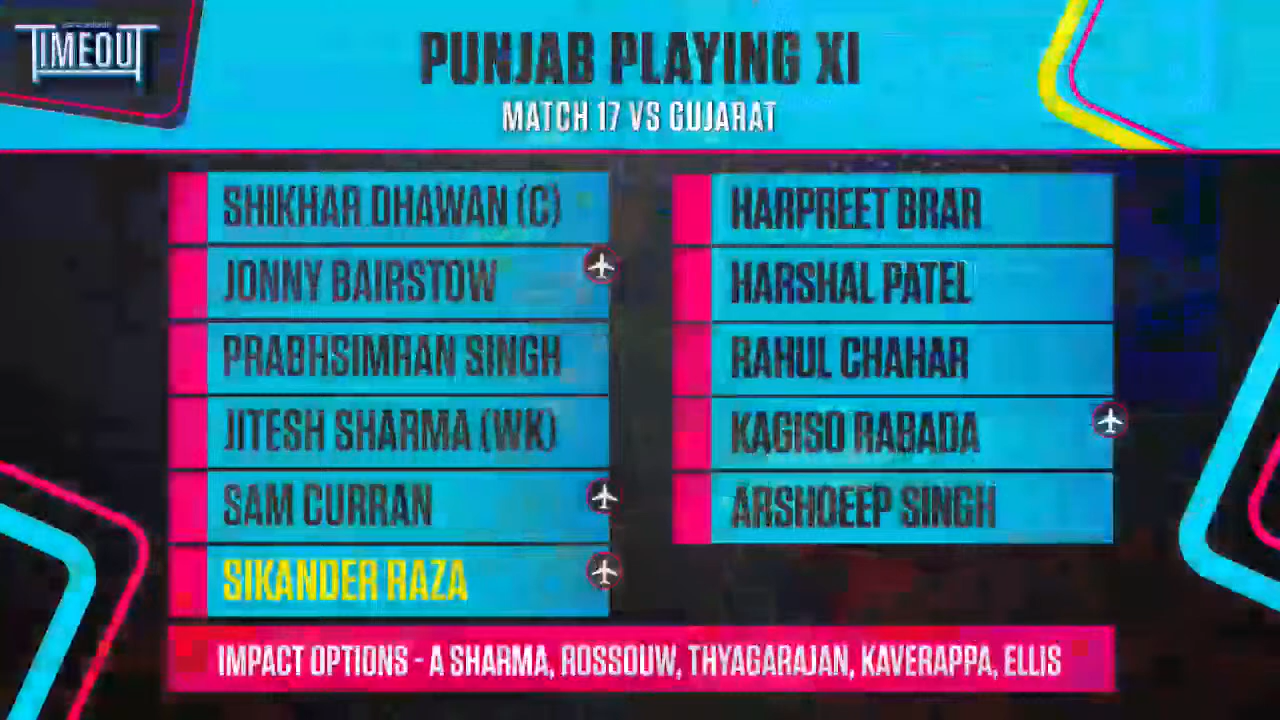 TIMEOUT
PUNJAB PLAYING XI
MATCH 17 VS GUJARAT
SHIKHAR DHAWAN (C)
JONNY BAIRSTOW
PRABHSIMRAN SINGH
JITESH SHARMA (WK)
SAM CURRAN
SIKANDER RAZA
HARPREET BRAR
HARSHAL PATEL
RAHUL CHAHAR
KAGISO RABADA
ARSHDEEP SINGH
IMPACT OPTIONS - A SHARMA, ROSSOUW, THYAGARAJAN, KAVERAPPA, ELLIS